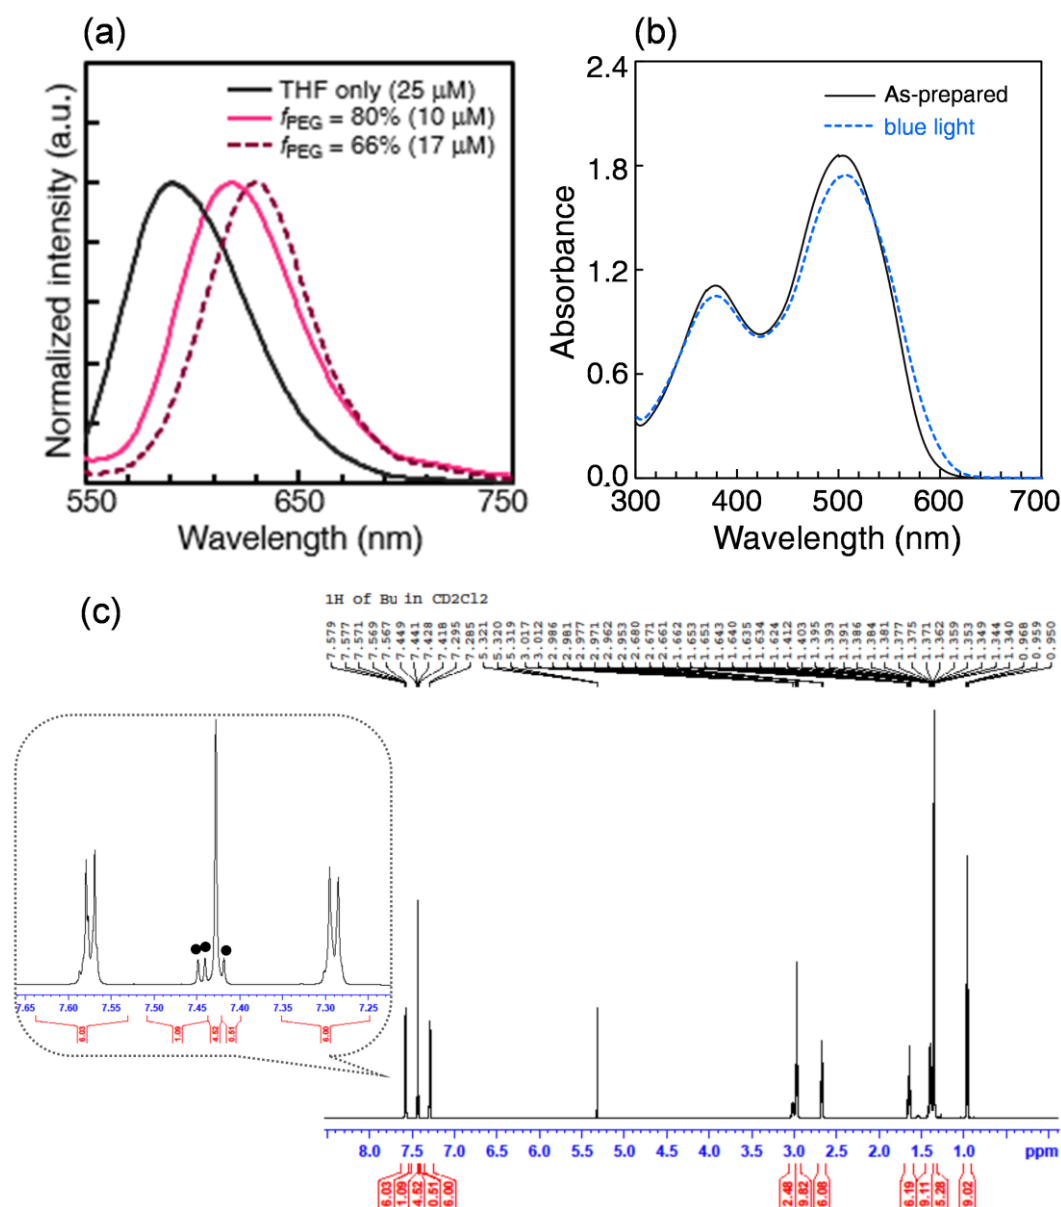 (a)
THF only (25 μM)
fPEG = 80% (10 μM)
fPEG = 66% (17 μM)
Normalized intensity (a.u.)
550 650 750
Wavelength (nm)
(b)
As-prepared
blue light
Absorbance
2.4
1.8
1.2
0.6
0.0
300 400 500 600 700
Wavelength (nm)
(c)
1H of Bu in CD2Cl2
7.579 7.577 7.571 7.569 7.567 7.449 7.441 7.428 7.418 7.295 7.285 5.321 5.320 5.319 3.017 3.012 2.986 2.981 2.977 2.971 2.962 2.953 2.680 2.671 2.661 1.662 1.653 1.651 1.643 1.640 1.635 1.634 1.624 1.412 1.403 1.395 1.393 1.391 1.386 1.384 1.381 1.377 1.375 1.371 1.362 1.359 1.353 1.349 1.344 1.340 0.968 0.959 0.950
7.65 7.60 7.55 7.50 7.45 7.40 7.35 7.30 7.25
6.03 1.09 4.52 0.51 6.00
8.0 7.5 7.0 6.5 6.0 5.5 5.0 4.5 4.0 3.5 3.0 2.5 2.0 1.5 1.0 ppm
6.03 1.09 4.52 0.51 6.00 2.48 9.82 6.08 6.19 9.11 5.28 9.02